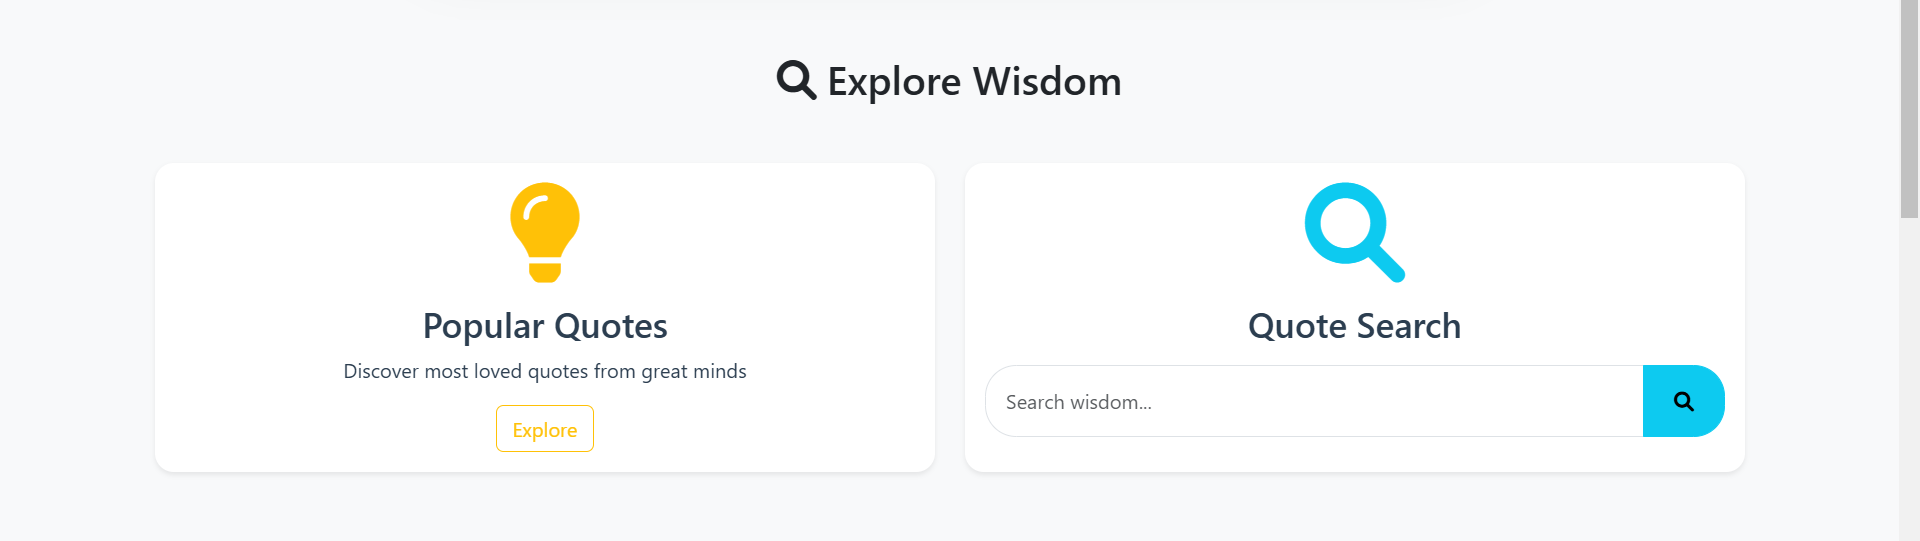 Explore Wisdom
Popular Quotes
Discover most loved quotes from great minds
Explore
Quote Search
Search wisdom...